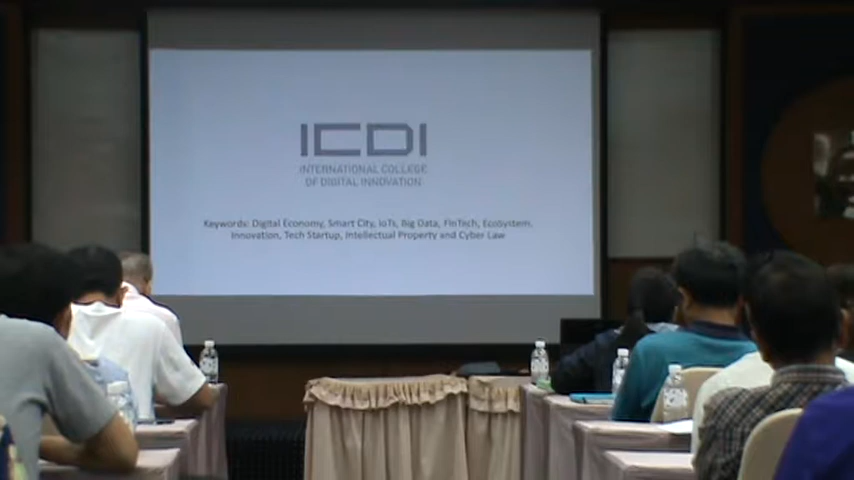 ICDI
INTERNATIONAL COLLEGE
OF DIGITAL INNOVATION
Keywords: Digital Economy, Smart City, IoTs, Big Data, FinTech, Ecosystem,
Innovation, Tech Startup, Intellectual Property and Cyber Law